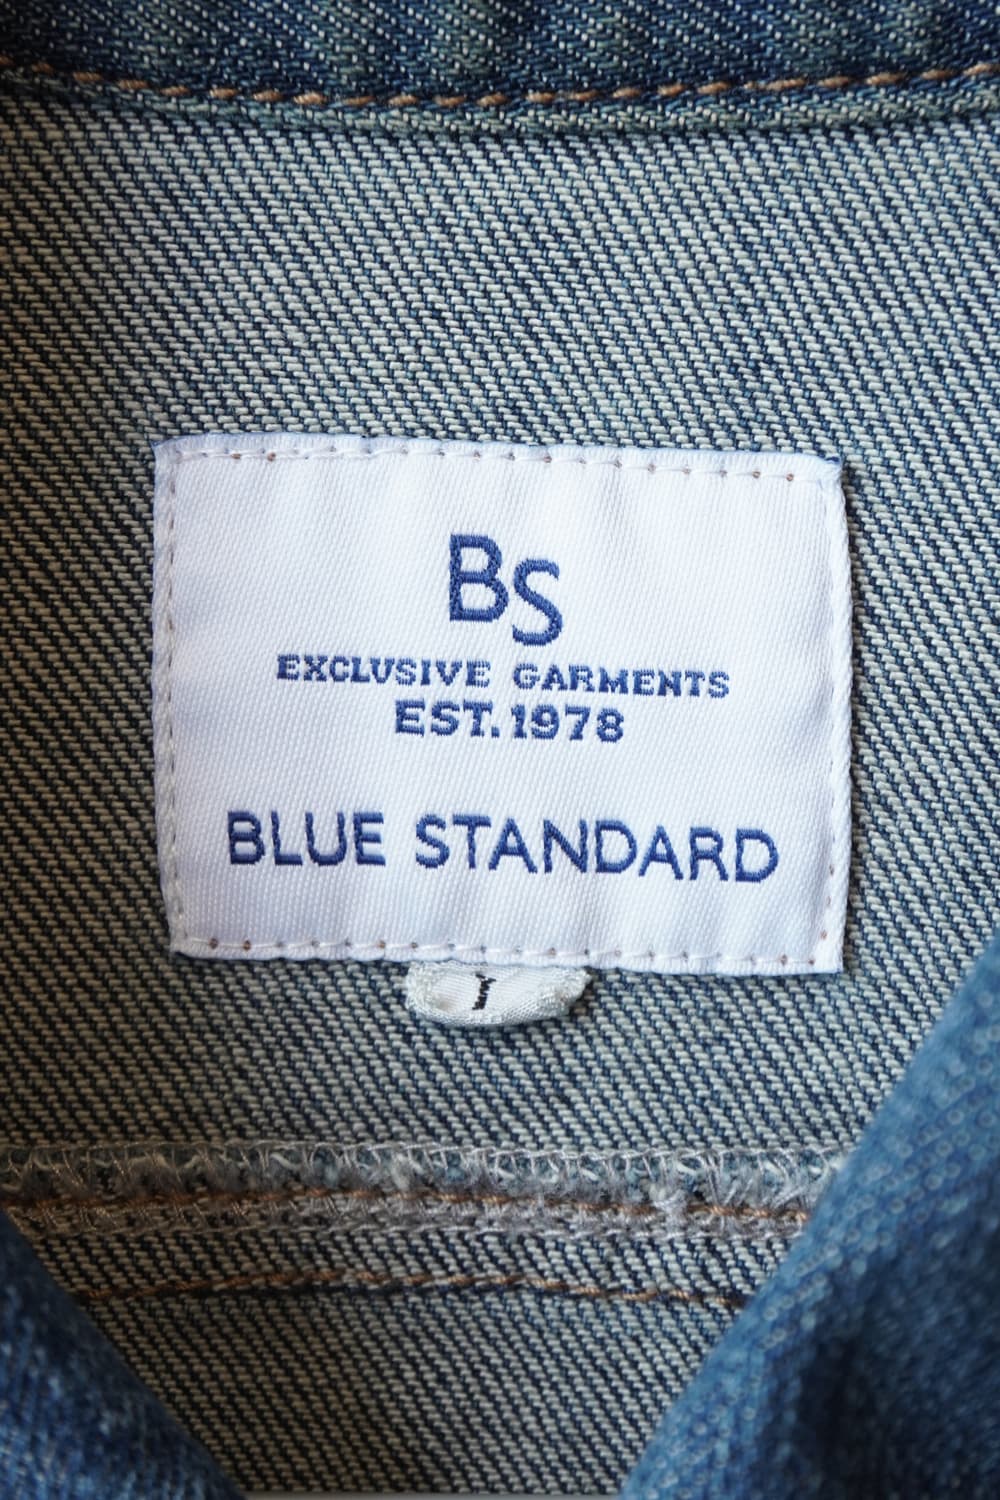 BS
EXCLUSIVE GARMENTS
EST. 1978
BLUE STANDARD
I